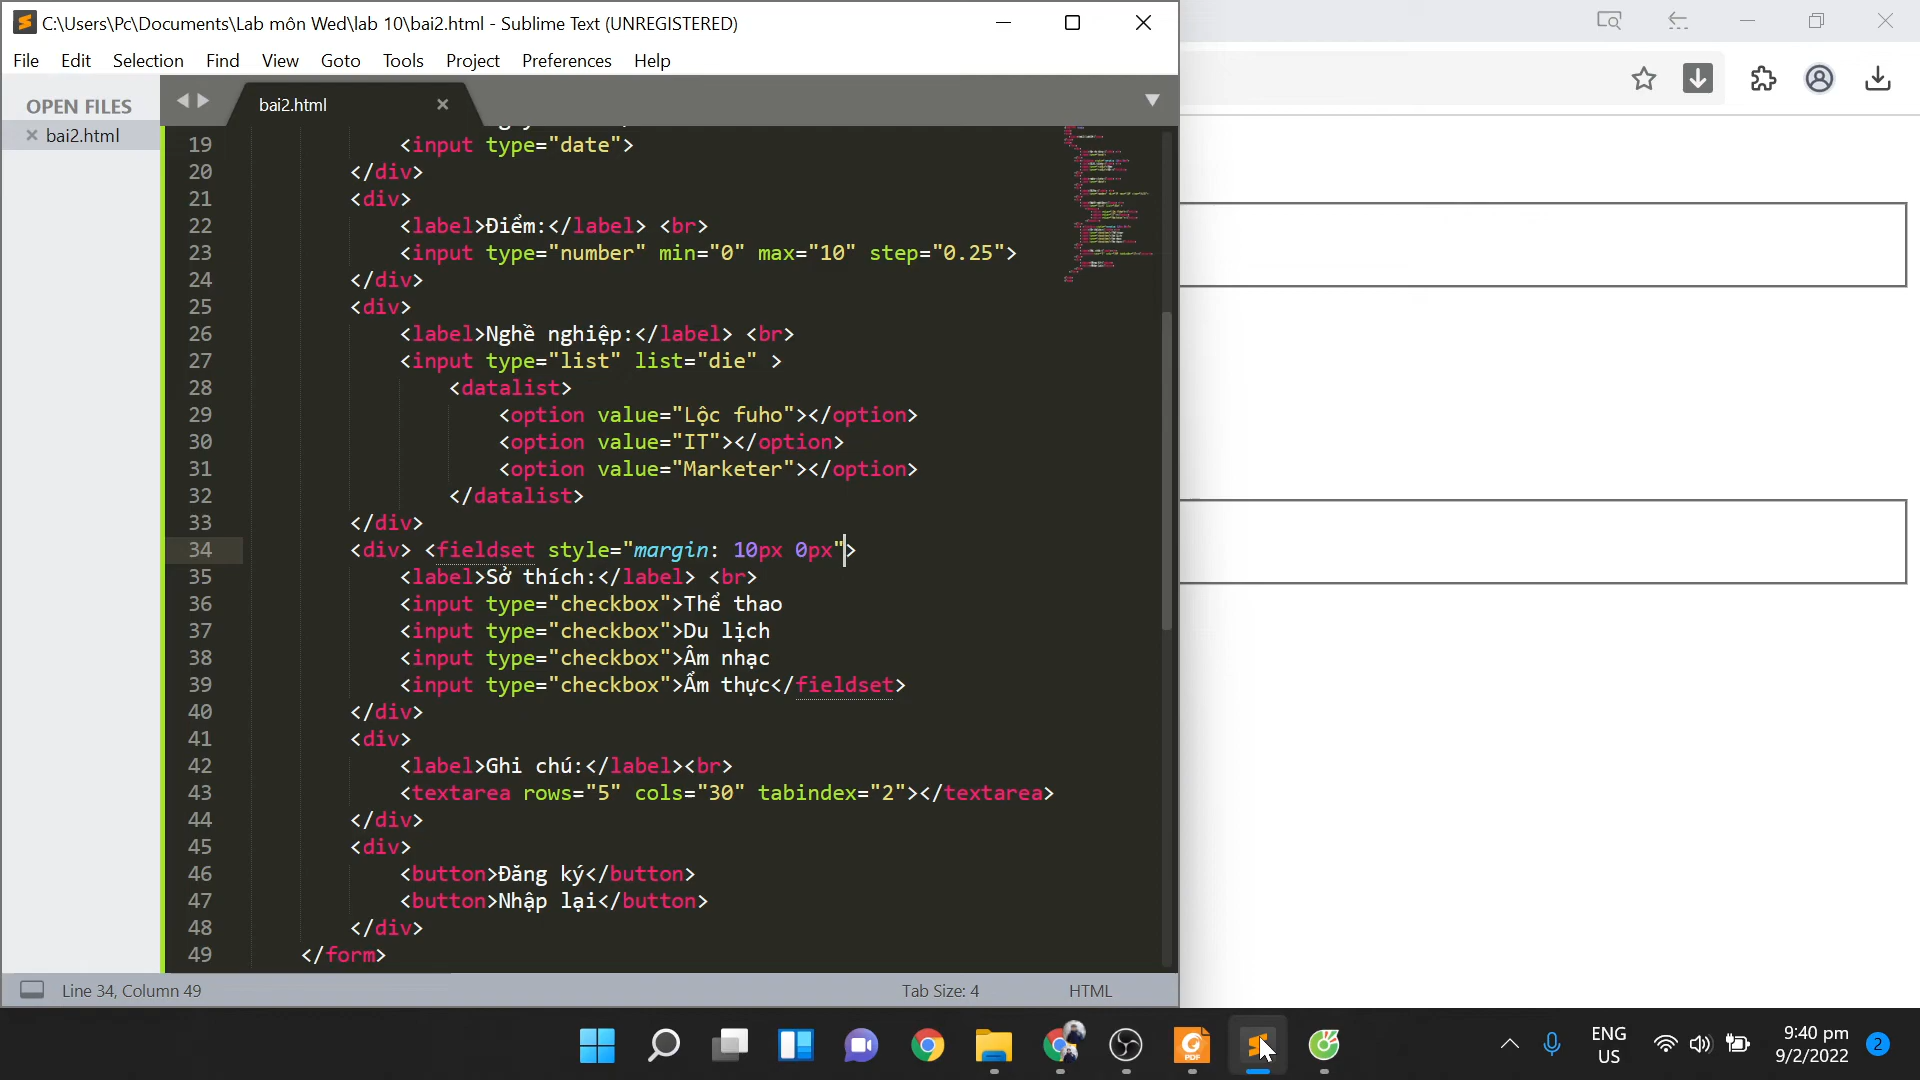 C:\Users\Pc\Documents\Lab môn Wed\lab 10\bai2.html - Sublime Text (UNREGISTERED)
File Edit Selection Find View Goto Tools Project Preferences Help
OPEN FILES
bai2.html
bai2.html
19 <input type="date">
20 </div>
21 <div>
22 <label>Điểm:</label> <br>
23 <input type="number" min="0" max="10" step="0.25">
24 </div>
25 <div>
26 <label>Nghề nghiệp:</label> <br>
27 <input type="list" list="die" >
28 <datalist>
29 <option value="Lộc fuho"></option>
30 <option value="IT"></option>
31 <option value="Marketer"></option>
32 </datalist>
33 </div>
34 <div> <fieldset style="margin: 10px 0px">
35 <label>Sở thích:</label> <br>
36 <input type="checkbox">Thể thao
37 <input type="checkbox">Du lịch
38 <input type="checkbox">Âm nhạc
39 <input type="checkbox">Ẩm thực</fieldset>
40 </div>
41 <div>
42 <label>Ghi chú:</label><br>
43 <textarea rows="5" cols="30" tabindex="2"></textarea>
44 </div>
45 <div>
46 <button>Đăng ký</button>
47 <button>Nhập lại</button>
48 </div>
49 </form>
Line 34, Column 49
Tab Size: 4
HTML
PDF
ENG
US
9:40 pm
9/2/2022
2